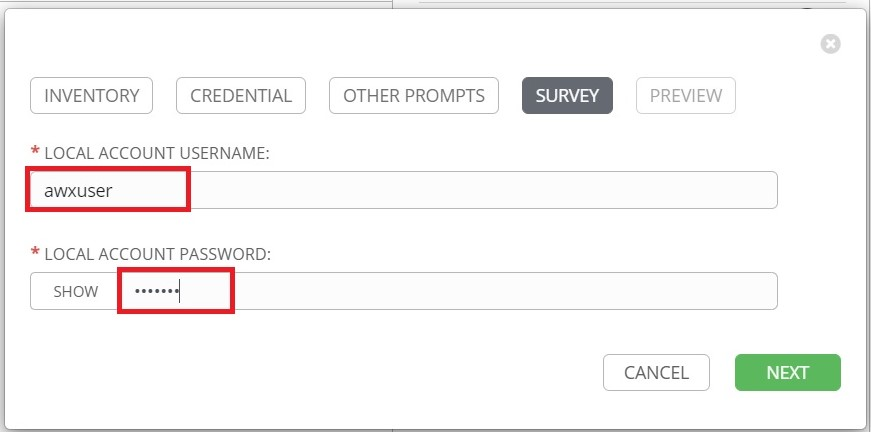 INVENTORY CREDENTIAL OTHER PROMPTS SURVEY PREVIEW
* LOCAL ACCOUNT USERNAME:
awxuser
* LOCAL ACCOUNT PASSWORD:
SHOW •••••••
CANCEL NEXT